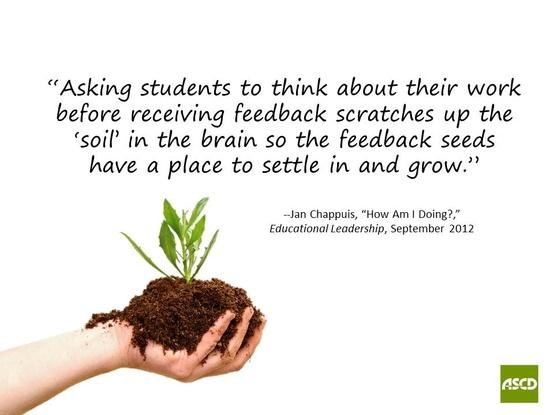 “Asking students to think about their work
before receiving feedback scratches up the
‘soil’ in the brain so the feedback seeds
have a place to settle in and grow.”
--Jan Chappuis, “How Am I Doing?,”
Educational Leadership, September 2012
ASCD